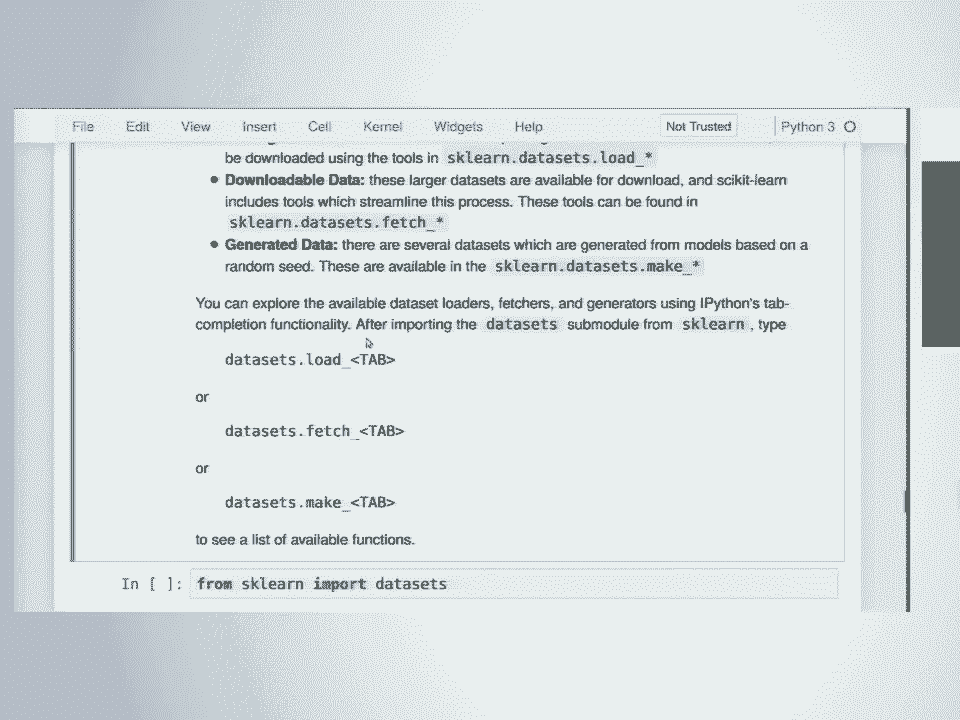 File Edit View Insert Cell Kernel Widgets Help Not Trusted Python 3
be downloaded using the tools in sklearn.datasets.load_*
Downloadable Data: these larger datasets are available for download, and scikit-learn
includes tools which streamline this process. These tools can be found in
sklearn.datasets.fetch_*
Generated Data: there are several datasets which are generated from models based on a
random seed. These are available in the sklearn.datasets.make_*
You can explore the available dataset loaders, fetchers, and generators using IPython's tab-
completion functionality. After importing the datasets submodule from sklearn, type
datasets.load_<TAB>
or
datasets.fetch_<TAB>
or
datasets.make_<TAB>
to see a list of available functions.
In [ ]: from sklearn import datasets